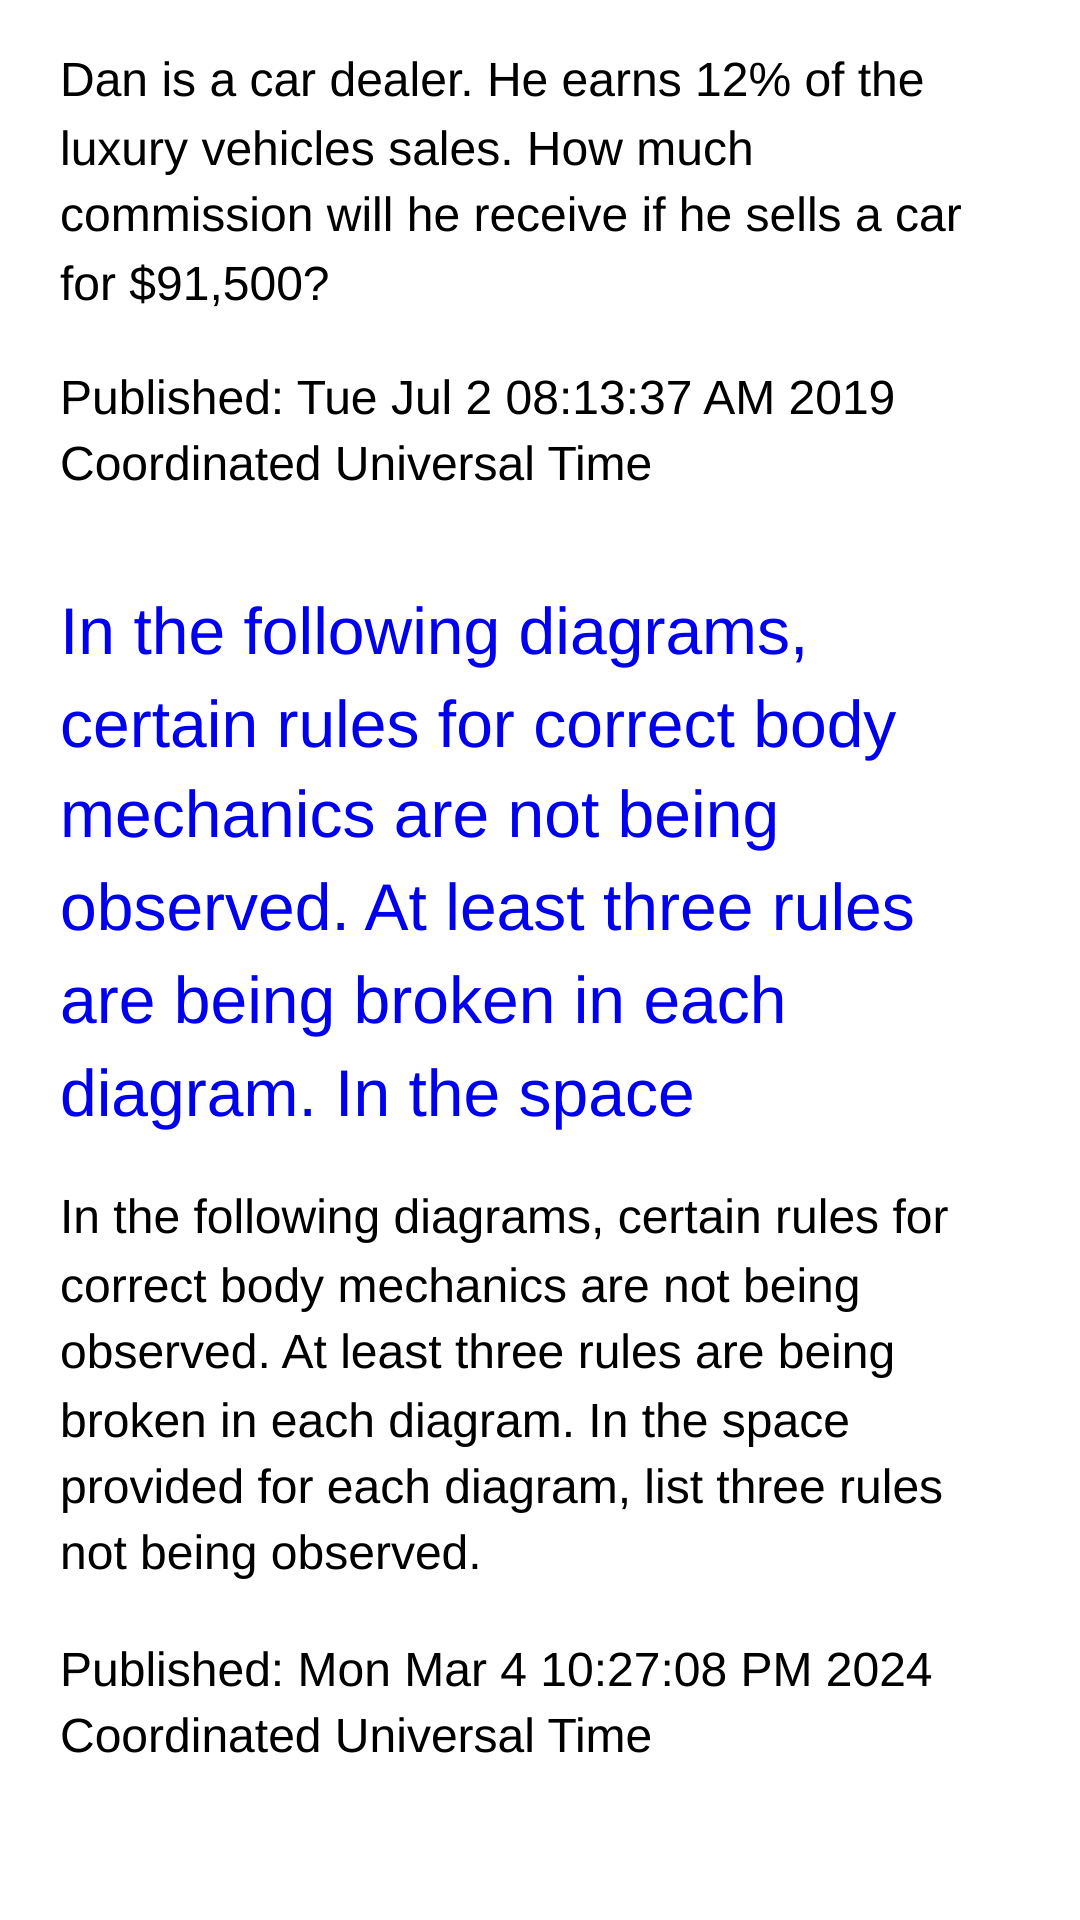 Dan is a car dealer. He earns 12% of the
luxury vehicles sales. How much
commission will he receive if he sells a car
for $91,500?
Published: Tue Jul 2 08:13:37 AM 2019
Coordinated Universal Time
In the following diagrams,
certain rules for correct body
mechanics are not being
observed. At least three rules
are being broken in each
diagram. In the space
In the following diagrams, certain rules for
correct body mechanics are not being
observed. At least three rules are being
broken in each diagram. In the space
provided for each diagram, list three rules
not being observed.
Published: Mon Mar 4 10:27:08 PM 2024
Coordinated Universal Time